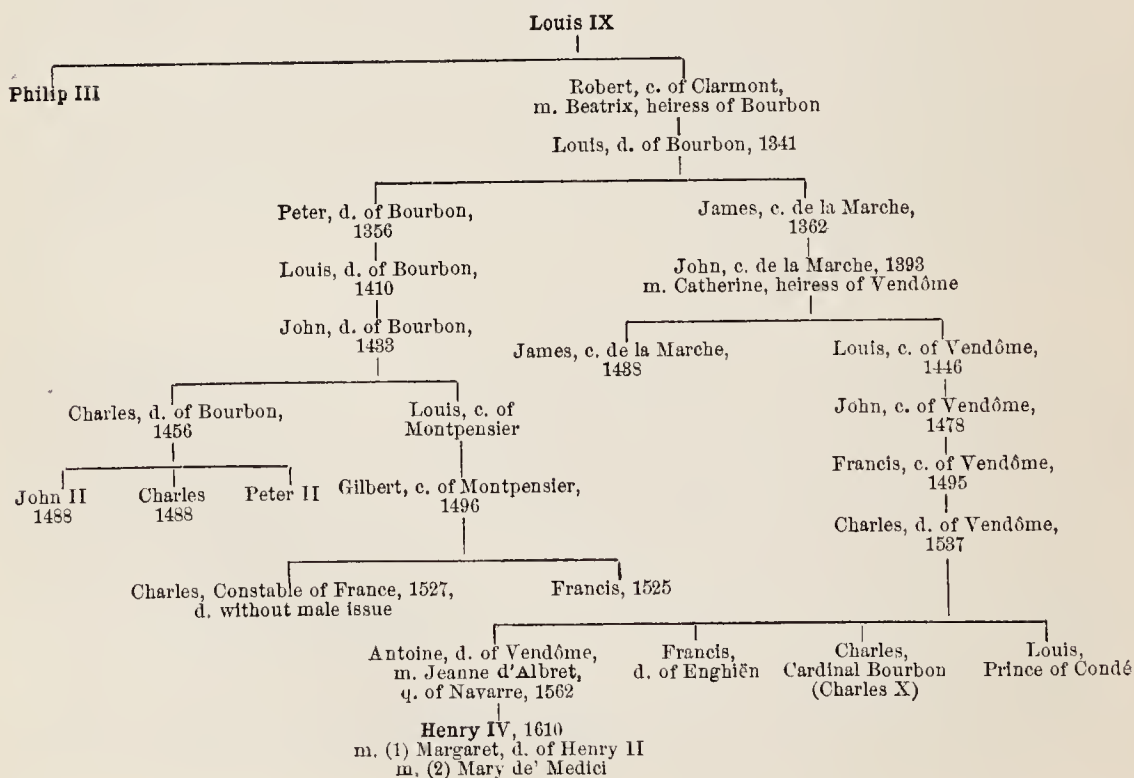 Louis IX
Philip III
Robert, c. of Clarmont,
m. Beatrix, heiress of Bourbon
Louis, d. of Bourbon, 1341
Peter, d. of Bourbon,
1356
James, c. de la Marche,
1362
Louis, d. of Bourbon,
1410
John, c. de la Marche, 1393
m. Catherine, heiress of Vendôme
John, d. of Bourbon,
1433
James, c. de la Marche,
1488
Louis, c. of Vendôme,
1446
Charles, d. of Bourbon,
1456
Louis, c. of
Montpensier
John, c. of Vendôme,
1478
John II
1488
Charles
1488
Peter II
Gilbert, c. of Montpensier,
1496
Francis, c. of Vendôme,
1495
Charles, d. of Vendôme,
1537
Charles, Constable of France, 1527,
d. without male issue
Francis, 1525
Antoine, d. of Vendôme,
m. Jeanne d'Albret,
q. of Navarre, 1562
Francis,
d. of Enghiën
Charles,
Cardinal Bourbon
(Charles X)
Louis,
Prince of Condé
Henry IV, 1610
m. (1) Margaret, d. of Henry II
m. (2) Mary de' Medici